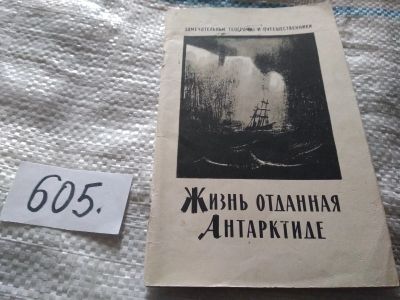 ЗАМЕЧАТЕЛЬНЫЕ ГЕОГРАФЫ И ПУТЕШЕСТВЕННИКИ
605.
ЖИЗНЬ ОТДАННАЯ
АНТАРКТИДЕ